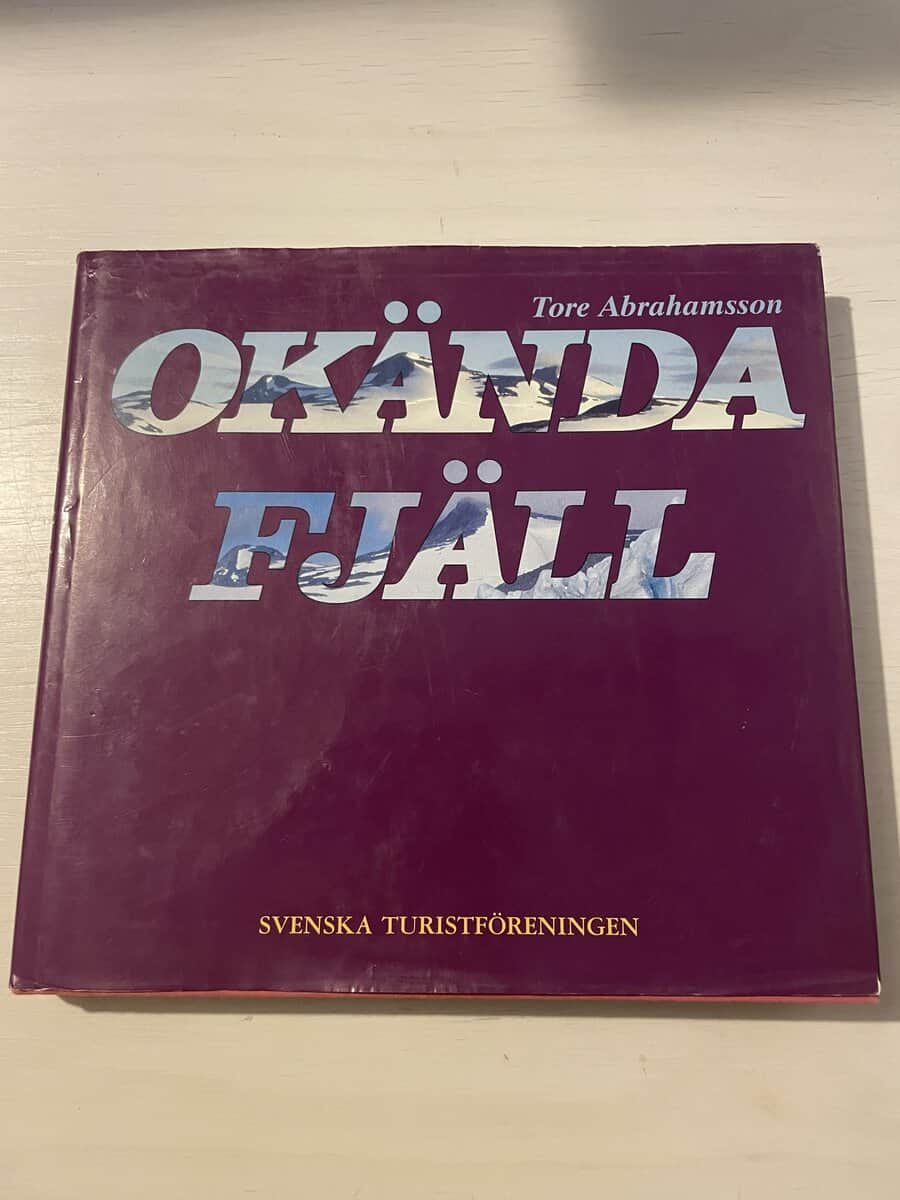 Tore Abrahamsson
OKÄNDA
FJÄLL
SVENSKA TURISTFÖRENINGEN